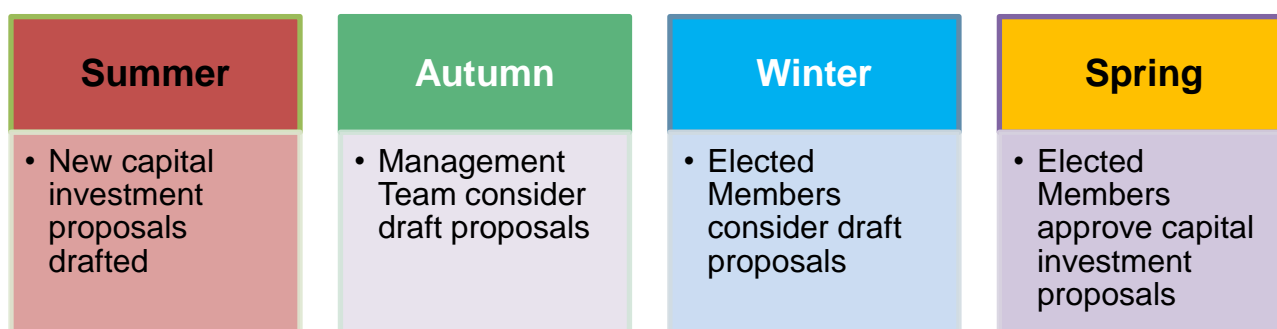 Summer
• New capital
investment
proposals
drafted
Autumn
• Management
Team consider
draft proposals
Winter
• Elected
Members
consider draft
proposals
Spring
• Elected
Members
approve capital
investment
proposals